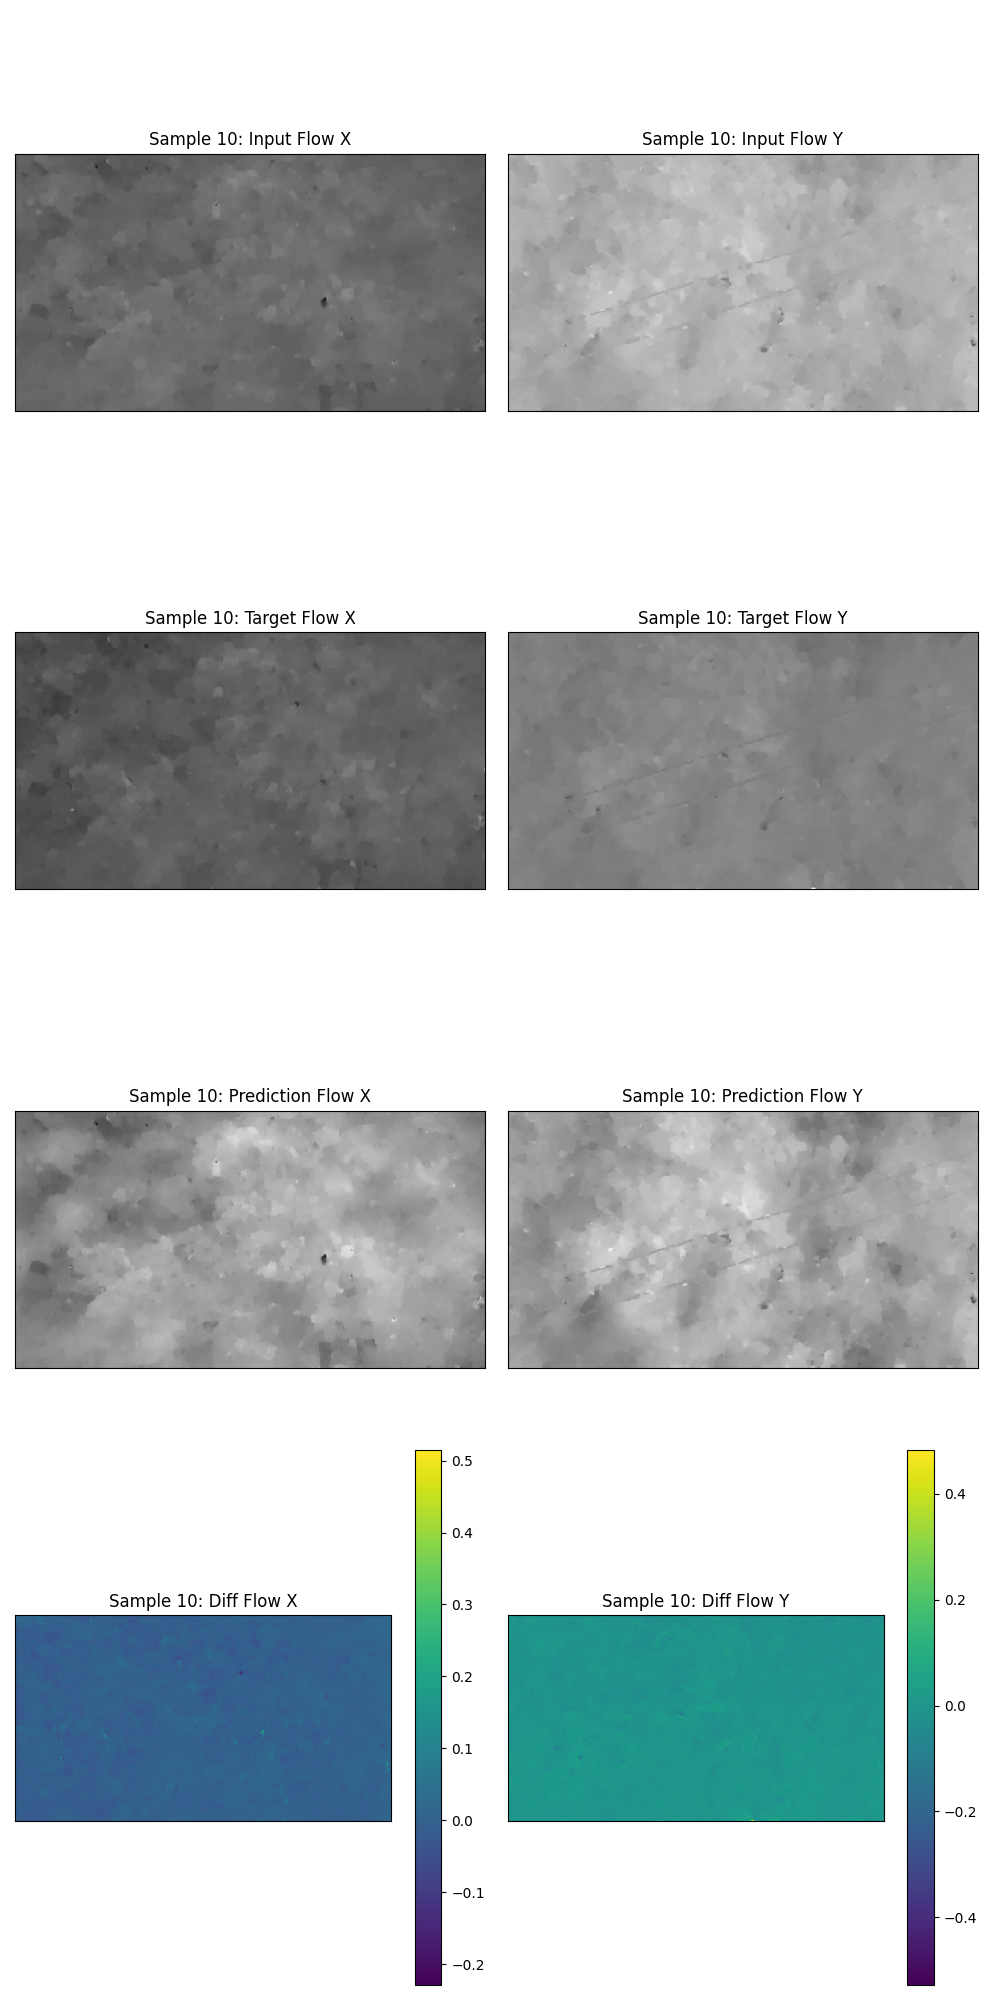 Sample 10: Input Flow X
Sample 10: Input Flow Y
Sample 10: Target Flow X
Sample 10: Target Flow Y
Sample 10: Prediction Flow X
Sample 10: Prediction Flow Y
Sample 10: Diff Flow X
0.5
0.4
0.3
0.2
0.1
0.0
−0.1
−0.2
Sample 10: Diff Flow Y
0.4
0.2
0.0
−0.2
−0.4